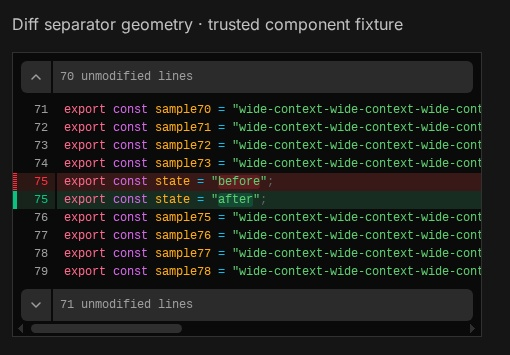 Diff separator geometry · trusted component fixture
70 unmodified lines
71 export const sample70 = "wide-context-wide-context-wide-cont
72 export const sample71 = "wide-context-wide-context-wide-cont
73 export const sample72 = "wide-context-wide-context-wide-cont
74 export const sample73 = "wide-context-wide-context-wide-cont
75 export const state = "before";
75 export const state = "after";
76 export const sample75 = "wide-context-wide-context-wide-cont
77 export const sample76 = "wide-context-wide-context-wide-cont
78 export const sample77 = "wide-context-wide-context-wide-cont
79 export const sample78 = "wide-context-wide-context-wide-cont
71 unmodified lines